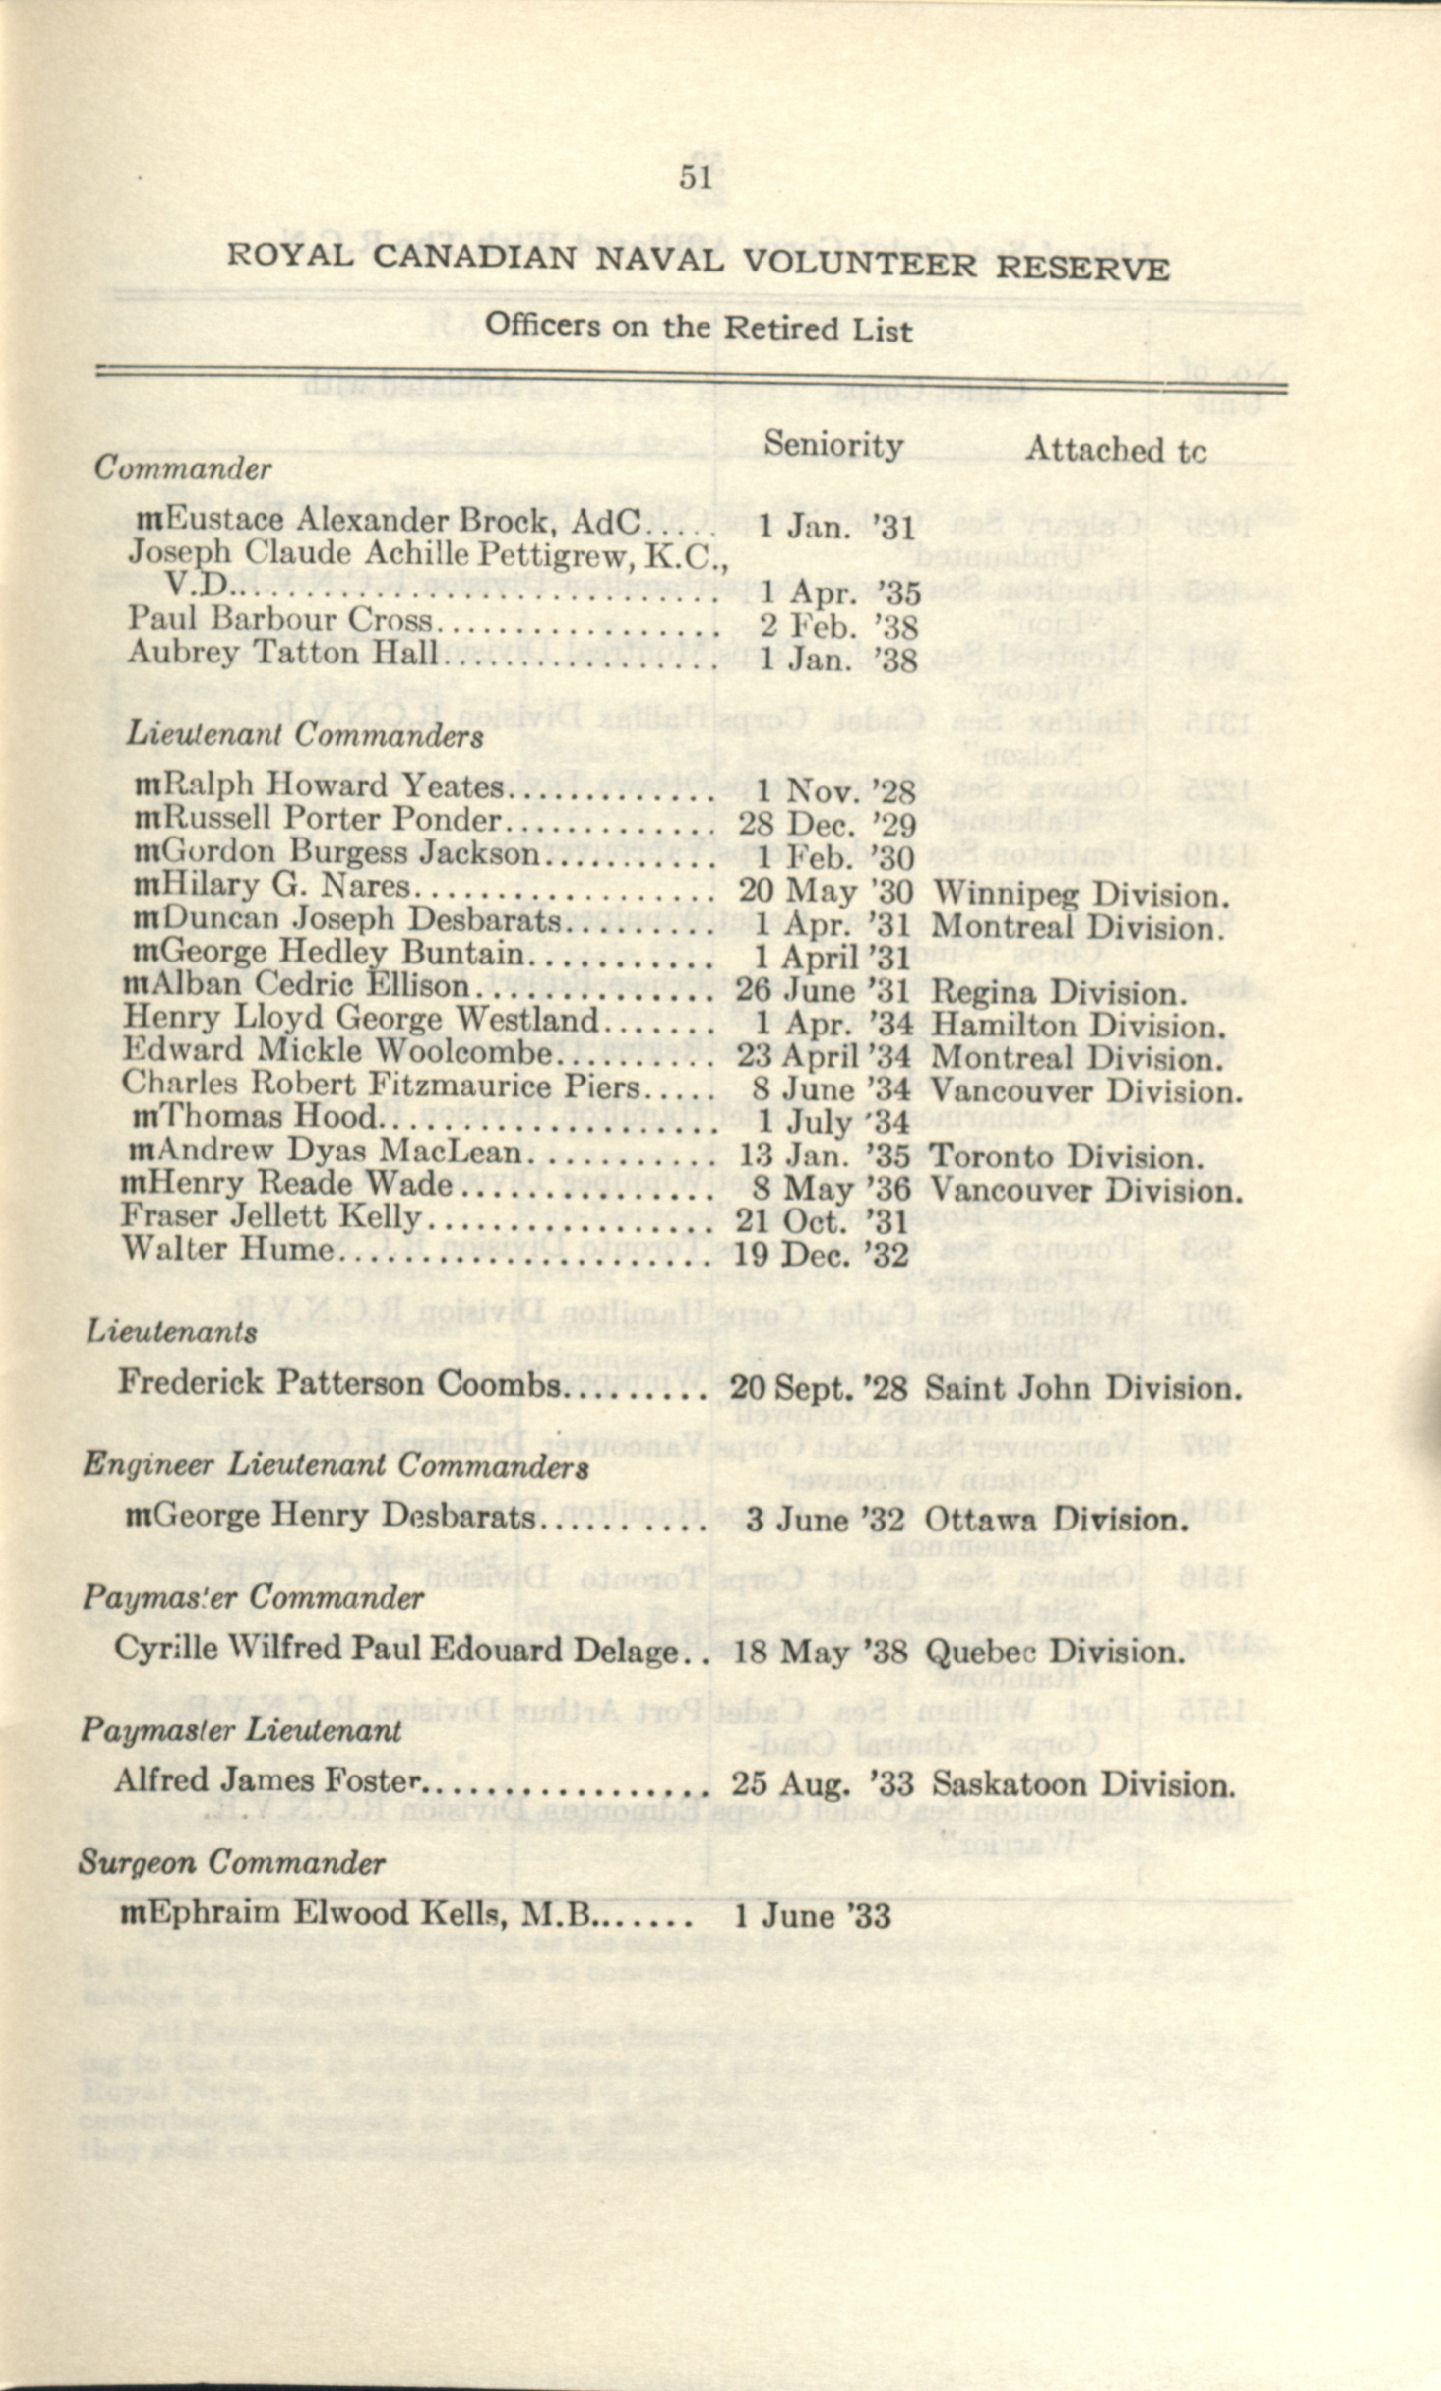 51
ROYAL CANADIAN NAVAL VOLUNTEER RESERVE
Officers on the Retired List
Seniority Attached to
Commander
mEustace Alexander Brock, AdC..... 1 Jan. '31
Joseph Claude Achille Pettigrew, K.C.,
V.D.............................. 1 Apr. '35
Paul Barbour Cross.................. 2 Feb. '38
Aubrey Tatton Hall.................. 1 Jan. '38
Lieutenant Commanders
mRalph Howard Yeates............. 1 Nov. '28
mRussell Porter Ponder............. 28 Dec. '29
mGordon Burgess Jackson........... 1 Feb. '30
mHilary G. Nares................... 20 May '30 Winnipeg Division.
mDuncan Joseph Desbarats.......... 1 Apr. '31 Montreal Division.
mGeorge Hedley Buntain............ 1 April '31
mAlban Cedric Ellison............... 26 June '31 Regina Division.
Henry Lloyd George Westland....... 1 Apr. '34 Hamilton Division.
Edward Mickle Woolcombe.......... 23 April '34 Montreal Division.
Charles Robert Fitzmaurice Piers..... 8 June '34 Vancouver Division.
mThomas Hood..................... 1 July '34
mAndrew Dyas MacLean............ 13 Jan. '35 Toronto Division.
mHenry Reade Wade................ 8 May '36 Vancouver Division.
Fraser Jellett Kelly.................. 21 Oct. '31
Walter Hume....................... 19 Dec. '32
Lieutenants
Frederick Patterson Coombs......... 20 Sept. '28 Saint John Division.
Engineer Lieutenant Commanders
mGeorge Henry Desbarats........... 3 June '32 Ottawa Division.
Paymaster Commander
Cyrille Wilfred Paul Edouard Delage.. 18 May '38 Quebec Division.
Paymaster Lieutenant
Alfred James Foster.................. 25 Aug. '33 Saskatoon Division.
Surgeon Commander
mEphraim Elwood Kells, M.B....... 1 June '33